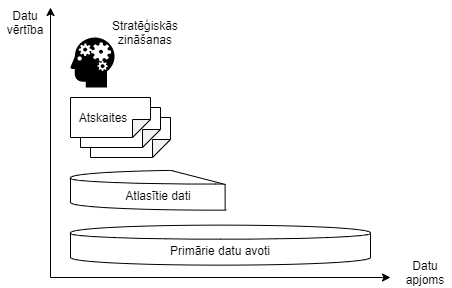 Datu
vērtība
Stratēģiskās
zināšanas
Atskaites
Atlasītie dati
Primārie datu avoti
Datu
apjoms